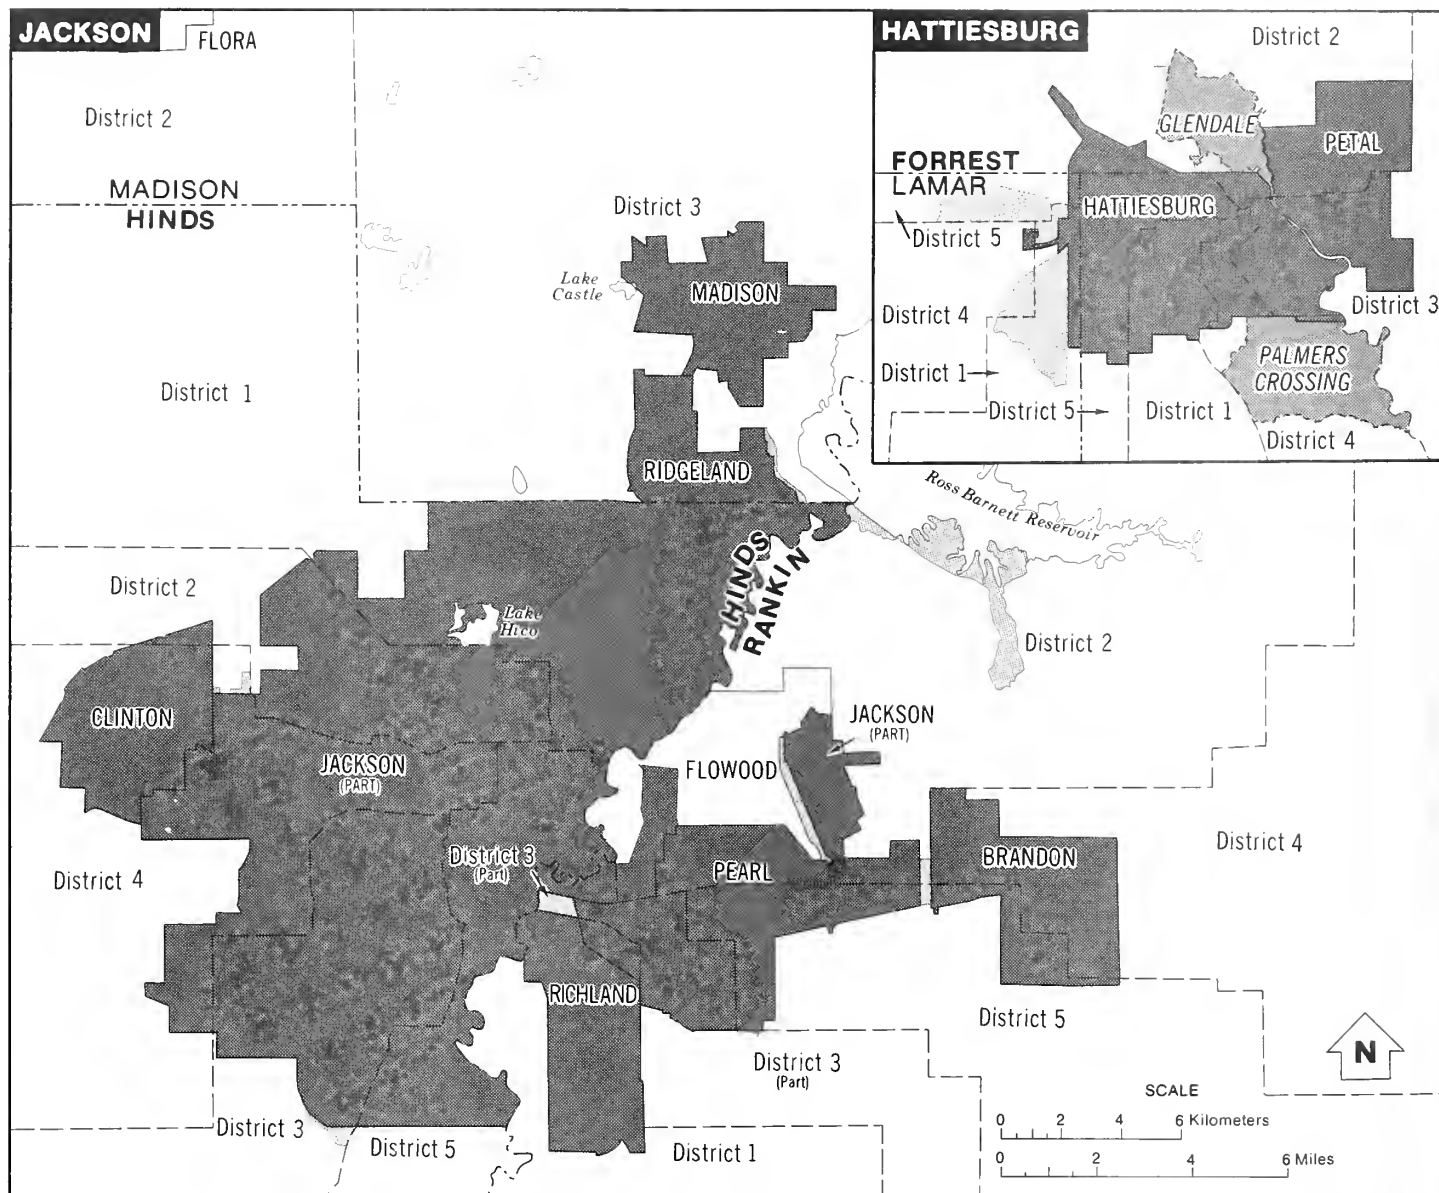 JACKSON
FLORA
District 2
MADISON
HINDS
District 3
Lake
Castle
MADISON
District 1
RIDGELAND
HINDS
RANKIN
Ross Barnett Reservoir
District 2
Lake
Hico
District 2
CLINTON
JACKSON
(PART)
JACKSON
(PART)
FLOWOOD
District 3
(Part)
PEARL
BRANDON
District 4
District 4
RICHLAND
District 5
District 3
(Part)
District 3
District 5
District 1
N
SCALE
0 2 4 6 Kilometers
0 2 4 6 Miles
HATTIESBURG
District 2
GLENDALE
PETAL
FORREST
LAMAR
HATTIESBURG
District 5
District 4
District 3
District 1
PALMERS
CROSSING
District 5
District 1
District 4